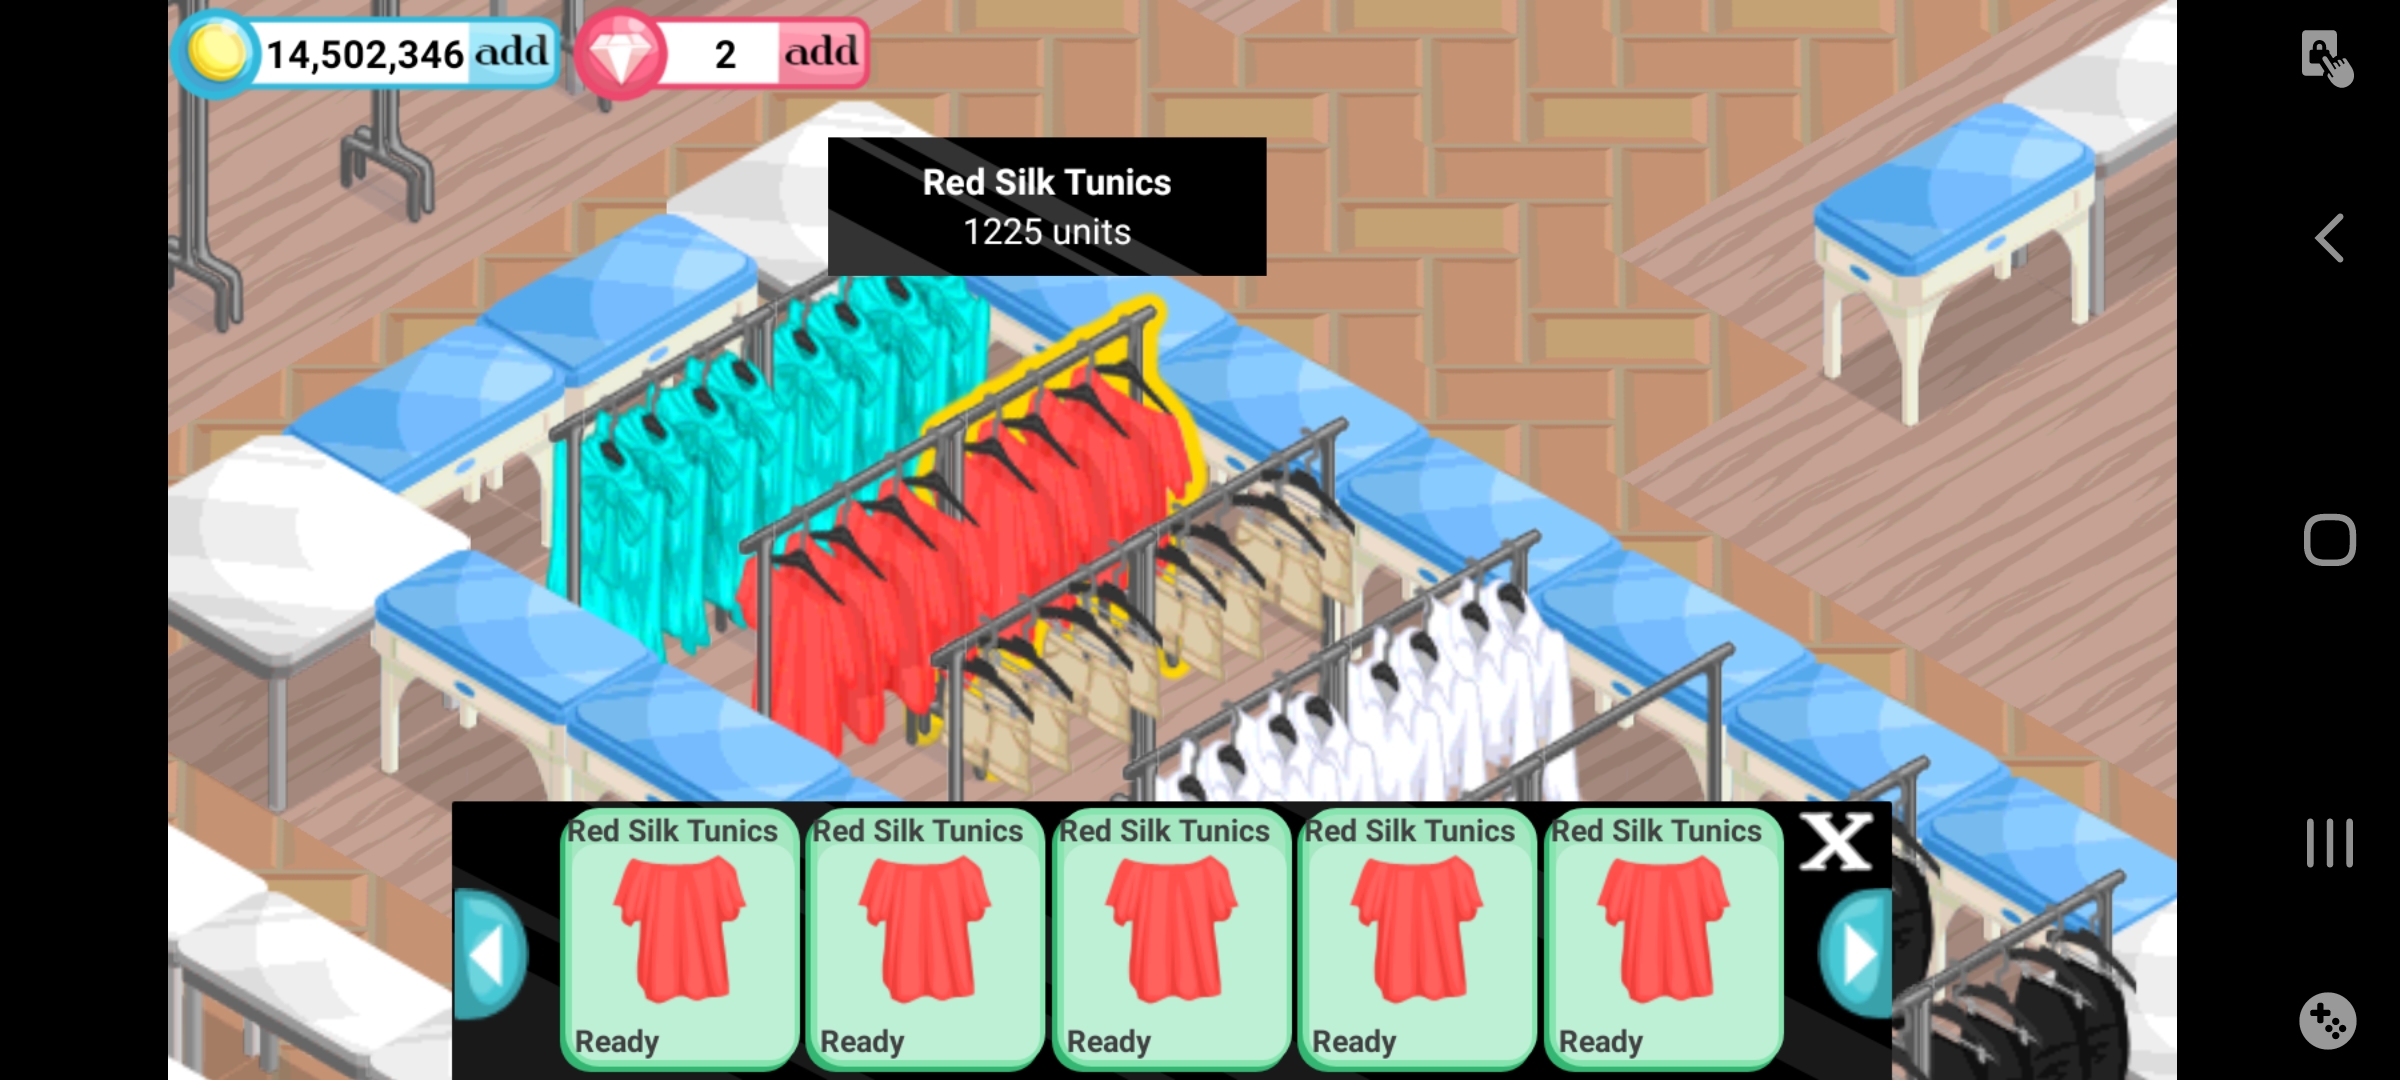 14,502,346 add 2 add
Red Silk Tunics
1225 units
Red Silk Tunics Red Silk Tunics Red Silk Tunics Red Silk Tunics Red Silk Tunics X
Ready Ready Ready Ready Ready